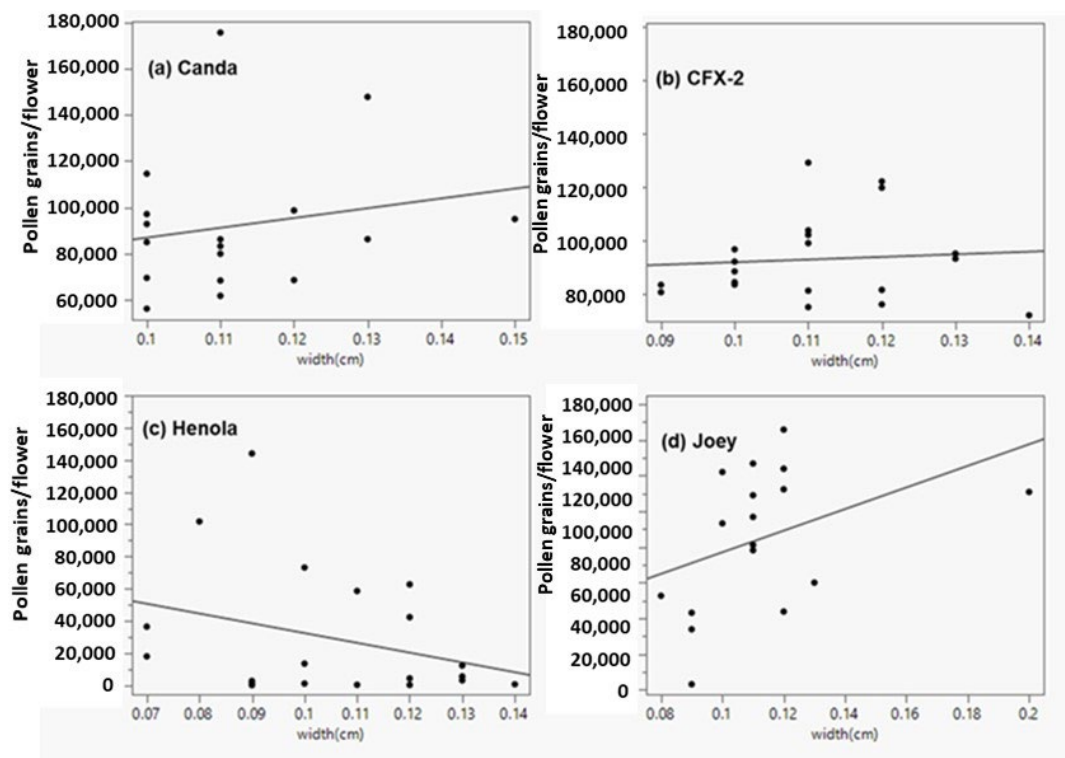 180,000
160,000
140,000
120,000
100,000
80,000
60,000
Pollen grains/flower
(a) Canda
0.1 0.11 0.12 0.13 0.14 0.15
width(cm)
180,000
160,000
140,000
120,000
100,000
80,000
Pollen grains/flower
(b) CFX-2
0.09 0.1 0.11 0.12 0.13 0.14
width(cm)
180,000
160,000
140,000
120,000
100,000
80,000
60,000
40,000
20,000
0
Pollen grains/flower
(c) Henola
0.07 0.08 0.09 0.1 0.11 0.12 0.13 0.14
width(cm)
180,000
160,000
140,000
120,000
100,000
80,000
60,000
40,000
20,000
0
Pollen grains/flower
(d) Joey
0.08 0.1 0.12 0.14 0.16 0.18 0.2
width(cm)